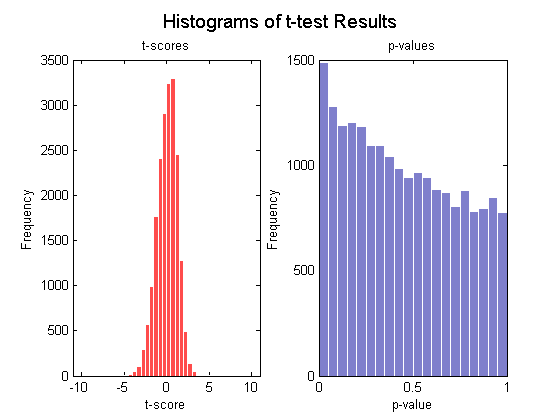 Histograms of t-test Results
t-scores
Frequency
3500
3000
2500
2000
1500
1000
500
0
-10 -5 0 5 10
t-score
p-values
Frequency
1500
1000
500
0
0 0.5 1
p-value